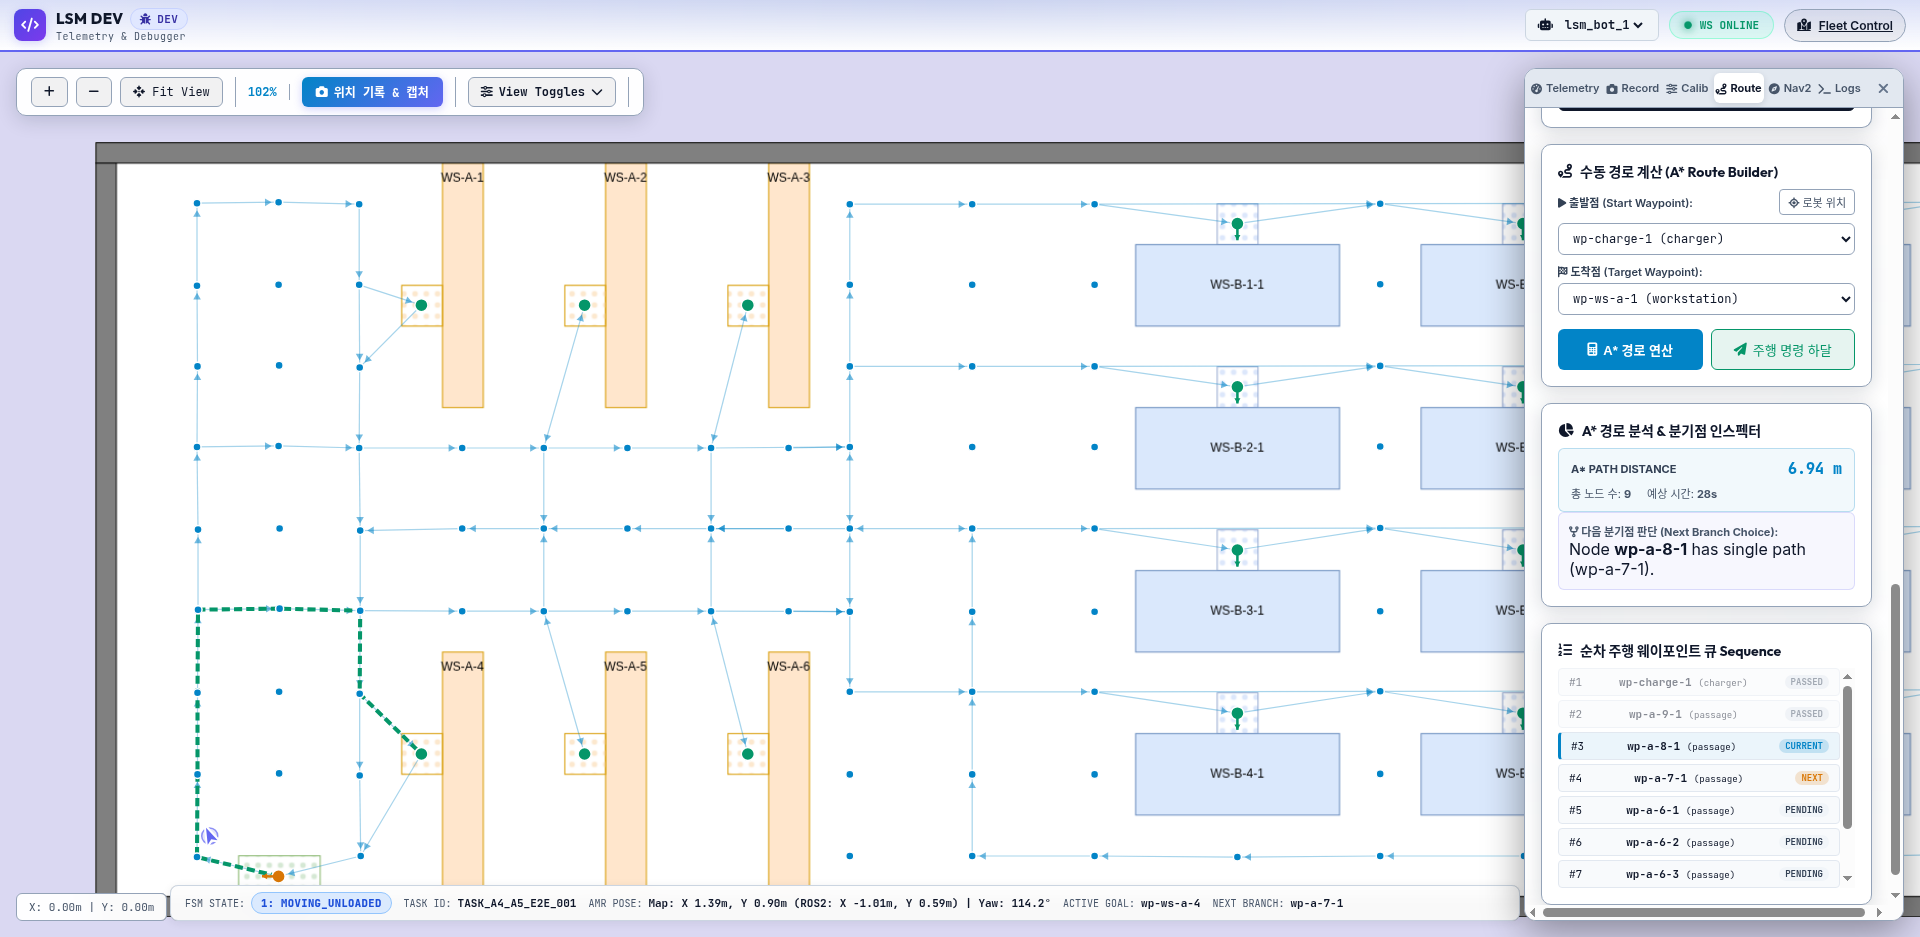 LSM DEV
DEV
Telemetry & Debugger
lsm_bot_1
WS ONLINE
Fleet Control
+
−
Fit View
102%
위치 기록 & 캡처
View Toggles
Telemetry
Record
Calib
Route
Nav2
Logs
수동 경로 계산 (A* Route Builder)
출발점 (Start Waypoint):
로봇 위치
wp-charge-1 (charger)
도착점 (Target Waypoint):
wp-ws-a-1 (workstation)
A* 경로 연산
주행 명령 하달
A* 경로 분석 & 분기점 인스펙터
A* PATH DISTANCE
6.94 m
총 노드 수: 9 예상 시간: 28s
다음 분기점 판단 (Next Branch Choice):
Node wp-a-8-1 has single path
(wp-a-7-1).
순차 주행 웨이포인트 큐 Sequence
#1 wp-charge-1 (charger) PASSED
#2 wp-a-9-1 (passage) PASSED
#3 wp-a-8-1 (passage) CURRENT
#4 wp-a-7-1 (passage) NEXT
#5 wp-a-6-1 (passage) PENDING
#6 wp-a-6-2 (passage) PENDING
#7 wp-a-6-3 (passage) PENDING
WS-A-1
WS-A-2
WS-A-3
WS-B-1-1
WS-B-2-1
WS-B-3-1
WS-A-4
WS-A-5
WS-A-6
WS-B-4-1
X: 0.00m | Y: 0.00m
FSM STATE: 1: MOVING_UNLOADED TASK ID: TASK_A4_A5_E2E_001 AMR POSE: Map: X 1.39m, Y 0.90m (ROS2: X -1.01m, Y 0.59m) | Yaw: 114.2° ACTIVE GOAL: wp-ws-a-4 NEXT BRANCH: wp-a-7-1